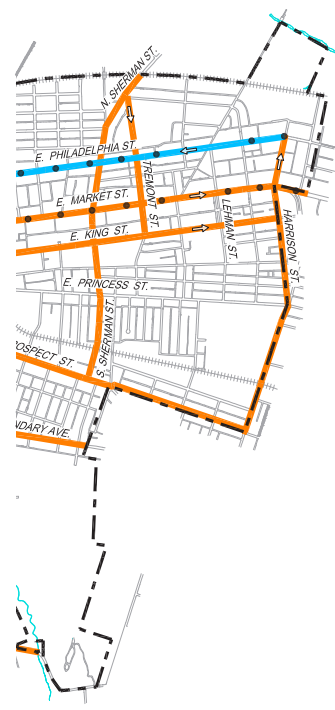 N. SHERMAN ST.
E. PHILADELPHIA ST.
TREMONT ST.
E. MARKET ST.
LEHMAN ST.
E. KING ST.
HARRISON ST.
E. PRINCESS ST.
S. SHERMAN ST.
OSPECT ST.
NDARY AVE.